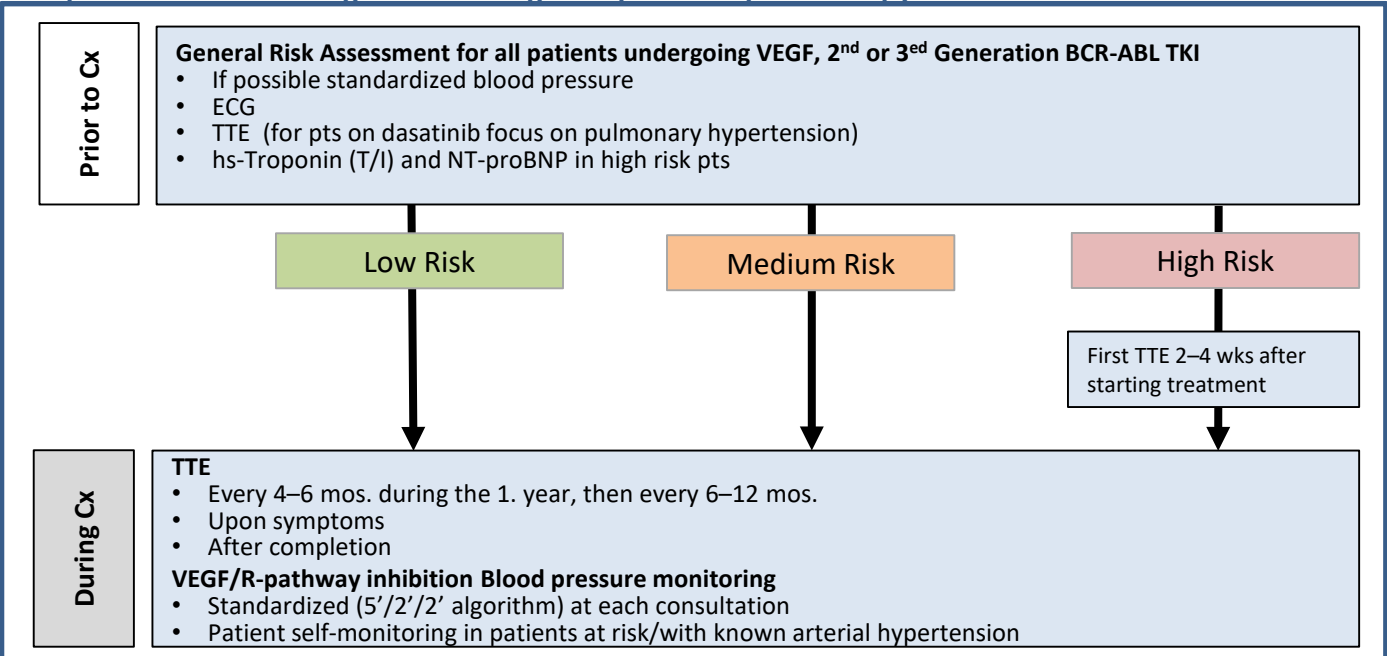 Prior to Cx
General Risk Assessment for all patients undergoing VEGF, 2nd or 3ed Generation BCR-ABL TKI
• If possible standardized blood pressure
• ECG
• TTE (for pts on dasatinib focus on pulmonary hypertension)
• hs-Troponin (T/I) and NT-proBNP in high risk pts
Low Risk
Medium Risk
High Risk
First TTE 2–4 wks after
starting treatment
During Cx
TTE
• Every 4–6 mos. during the 1. year, then every 6–12 mos.
• Upon symptoms
• After completion
VEGF/R-pathway inhibition Blood pressure monitoring
• Standardized (5’/2’/2’ algorithm) at each consultation
• Patient self-monitoring in patients at risk/with known arterial hypertension